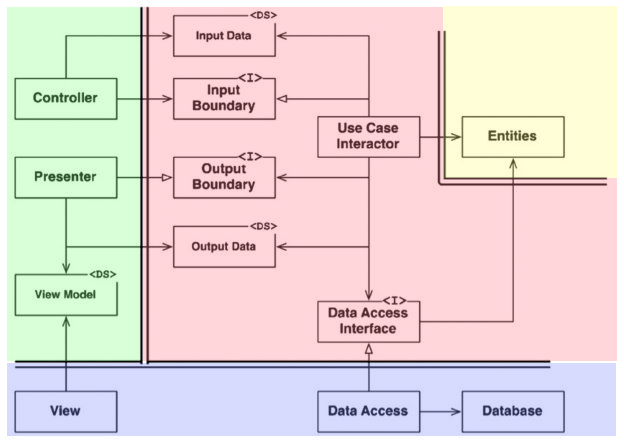 <DS>
Input Data
<I>
Controller
Input
Boundary
Use Case
Interactor
Entities
<I>
Presenter
Output
Boundary
<DS>
Output Data
<DS>
View Model
<I>
Data Access
Interface
View
Data Access
Database